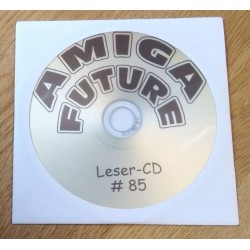 AMIGA
FUTURE
Leser-CD
# 85